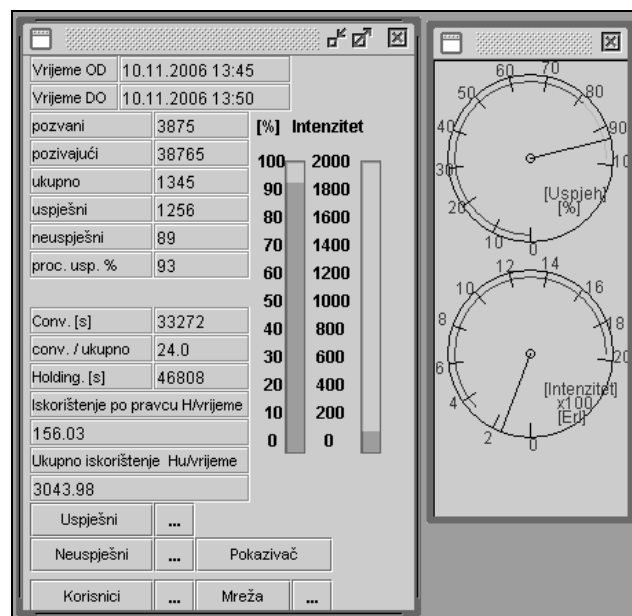 Vrijeme OD 10.11.2006 13:45
Vrijeme DO 10.11.2006 13:50
pozvani 3875
pozivajući 38765
ukupno 1345
uspješni 1256
neuspješni 89
proc. usp. % 93
Conv. [s] 33272
conv. / ukupno 24.0
Holding. [s] 46808
Iskorištenje po pravcu H/vrijeme
156.03
Ukupno iskorištenje Hu/vrijeme
3043.98
Uspješni ...
Neuspješni ... Pokazivač
Korisnici ... Mreža ...
[%] Intenzitet
100 2000
90 1800
80 1600
70 1400
60 1200
50 1000
40 800
30 600
20 400
10 200
0 0
60 70
50 80
40 90
30 10
20 [Uspjeh]
10 0 [%]
12 14
10 16
8 18
6 20
4 [Intenzitet]
x100
2 0 [Erl]